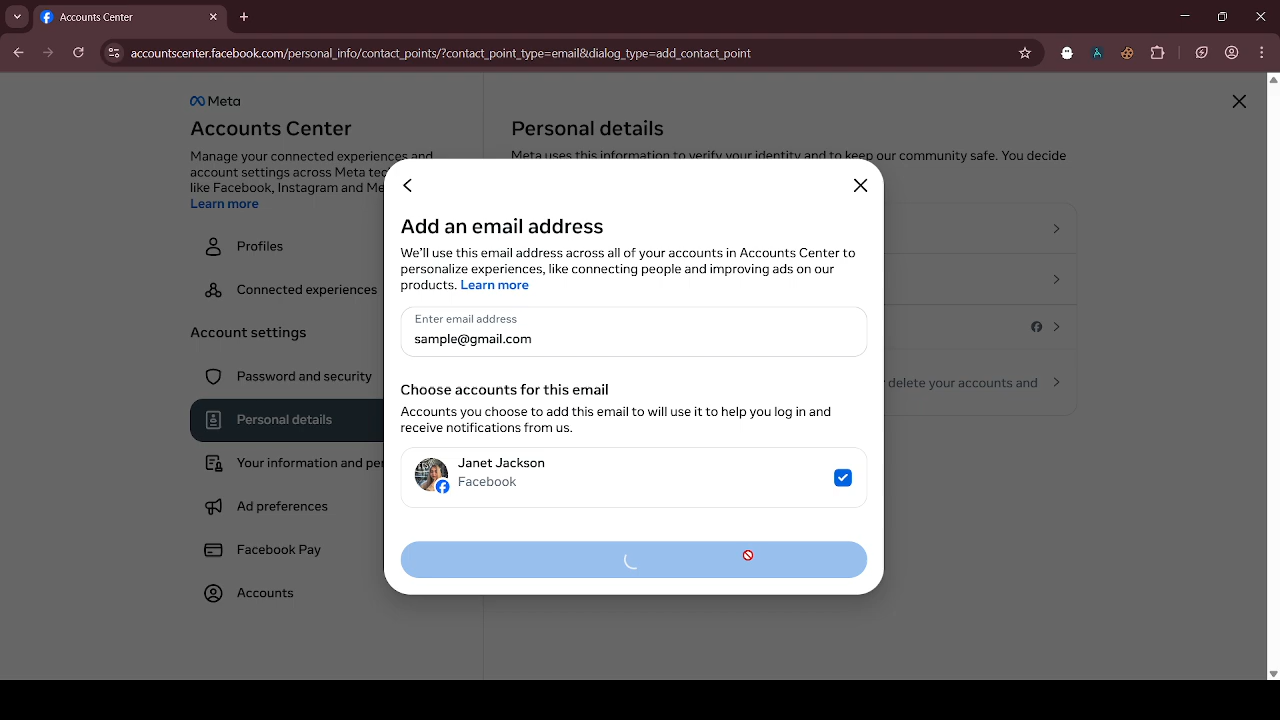 Accounts Center
accountscenter.facebook.com/personal_info/contact_points/?contact_point_type=email&dialog_type=add_contact_point
Meta
Accounts Center
Manage your connected experiences and
account settings across Meta tec
like Facebook, Instagram and Me
Learn more
Profiles
Connected experiences
Account settings
Password and security
Personal details
Your information and per
Ad preferences
Facebook Pay
Accounts
Personal details
Meta uses this information to verify your identity and to keep our community safe. You decide
delete your accounts and
Add an email address
We'll use this email address across all of your accounts in Accounts Center to
personalize experiences, like connecting people and improving ads on our
products. Learn more
Enter email address
sample@gmail.com
Choose accounts for this email
Accounts you choose to add this email to will use it to help you log in and
receive notifications from us.
Janet Jackson
Facebook